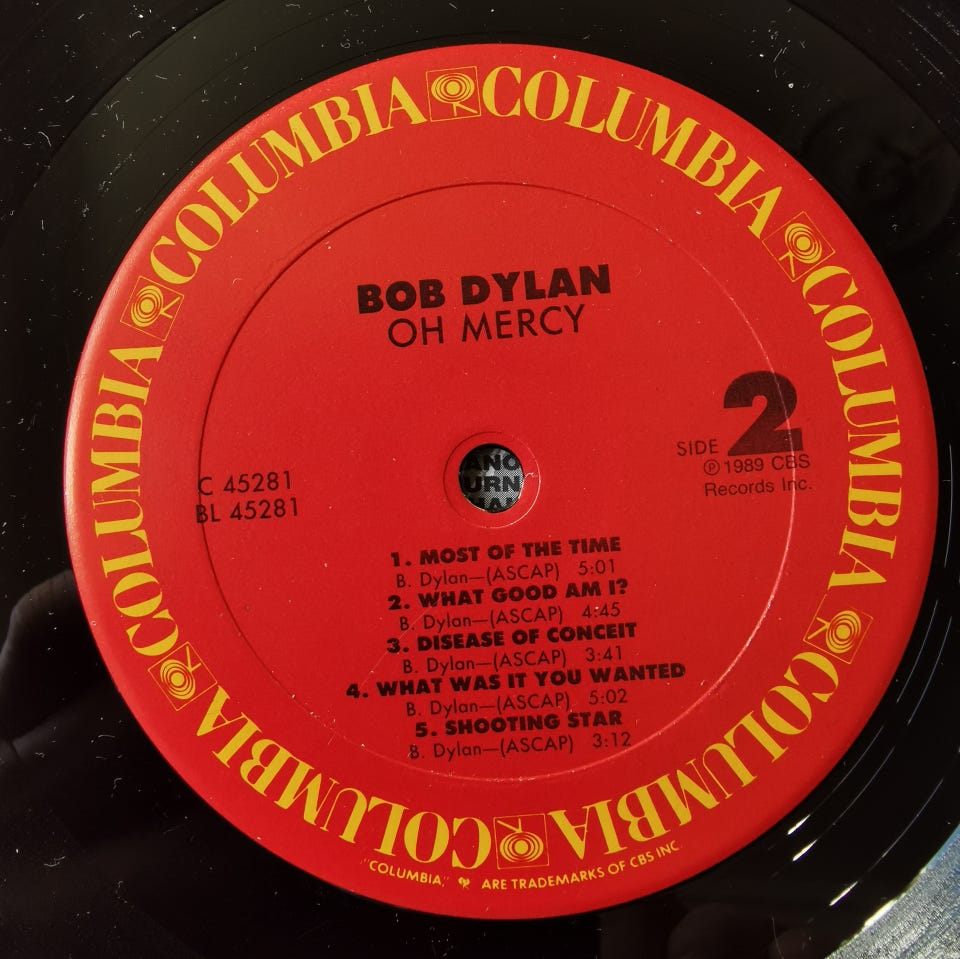 COLUMBIA COLUMBIA COLUMBIA COLUMBIA COLUMBIA COLUMBIA COLUMBIA
BOB DYLAN
OH MERCY
SIDE 2
℗ 1989 CBS
Records Inc.
C 45281
BL 45281
ANO
URN
1. MOST OF THE TIME
B. Dylan—(ASCAP) 5:01
2. WHAT GOOD AM I?
B. Dylan—(ASCAP) 4:45
3. DISEASE OF CONCEIT
B. Dylan—(ASCAP) 3:41
4. WHAT WAS IT YOU WANTED
B. Dylan—(ASCAP) 5:02
5. SHOOTING STAR
B. Dylan—(ASCAP) 3:12
"COLUMBIA," ARE TRADEMARKS OF CBS INC.